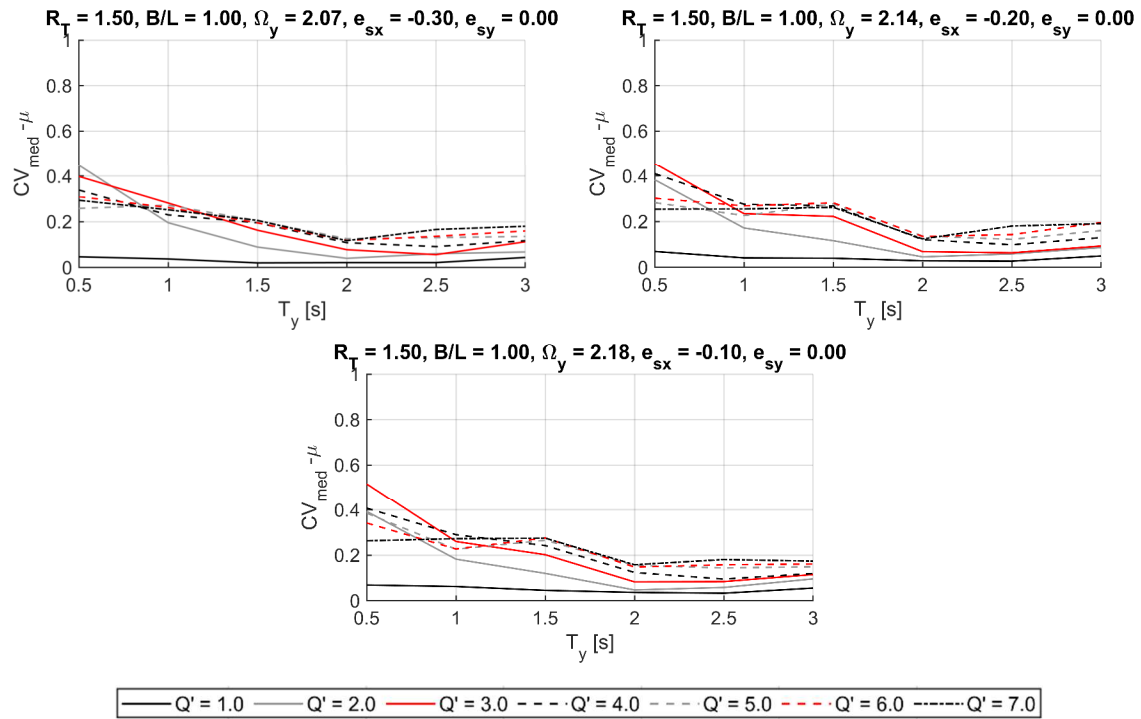 R_T = 1.50, B/L = 1.00, Ω_y = 2.07, e_sx = -0.30, e_sy = 0.00
1
0.8
0.6
0.4
0.2
0
CV_med -μ
0.5 1 1.5 2 2.5 3
T_y [s]
R_T = 1.50, B/L = 1.00, Ω_y = 2.14, e_sx = -0.20, e_sy = 0.00
1
0.8
0.6
0.4
0.2
0
CV_med -μ
0.5 1 1.5 2 2.5 3
T_y [s]
R_T = 1.50, B/L = 1.00, Ω_y = 2.18, e_sx = -0.10, e_sy = 0.00
1
0.8
0.6
0.4
0.2
0
CV_med -μ
0.5 1 1.5 2 2.5 3
T_y [s]
Q' = 1.0 Q' = 2.0 Q' = 3.0 Q' = 4.0 Q' = 5.0 Q' = 6.0 Q' = 7.0